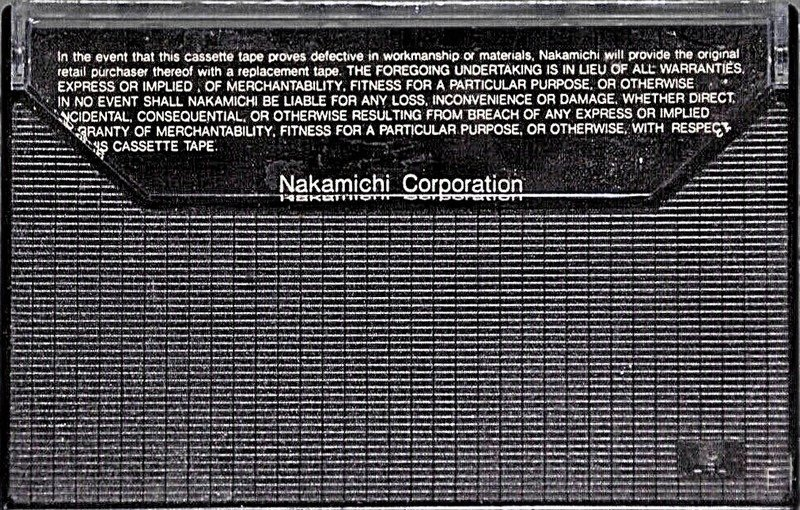 In the event that this cassette tape proves defective in workmanship or materials, Nakamichi will provide the original
retail purchaser thereof with a replacement tape. THE FOREGOING UNDERTAKING IS IN LIEU OF ALL WARRANTIES,
EXPRESS OR IMPLIED , OF MERCHANTABILITY, FITNESS FOR A PARTICULAR PURPOSE, OR OTHERWISE
IN NO EVENT SHALL NAKAMICHI BE LIABLE FOR ANY LOSS, INCONVENIENCE OR DAMAGE, WHETHER DIRECT,
NCIDENTAL, CONSEQUENTIAL, OR OTHERWISE RESULTING FROM BREACH OF ANY EXPRESS OR IMPLIED
RANTY OF MERCHANTABILITY, FITNESS FOR A PARTICULAR PURPOSE, OR OTHERWISE, WITH RESPECT
IS CASSETTE TAPE.
Nakamichi Corporation